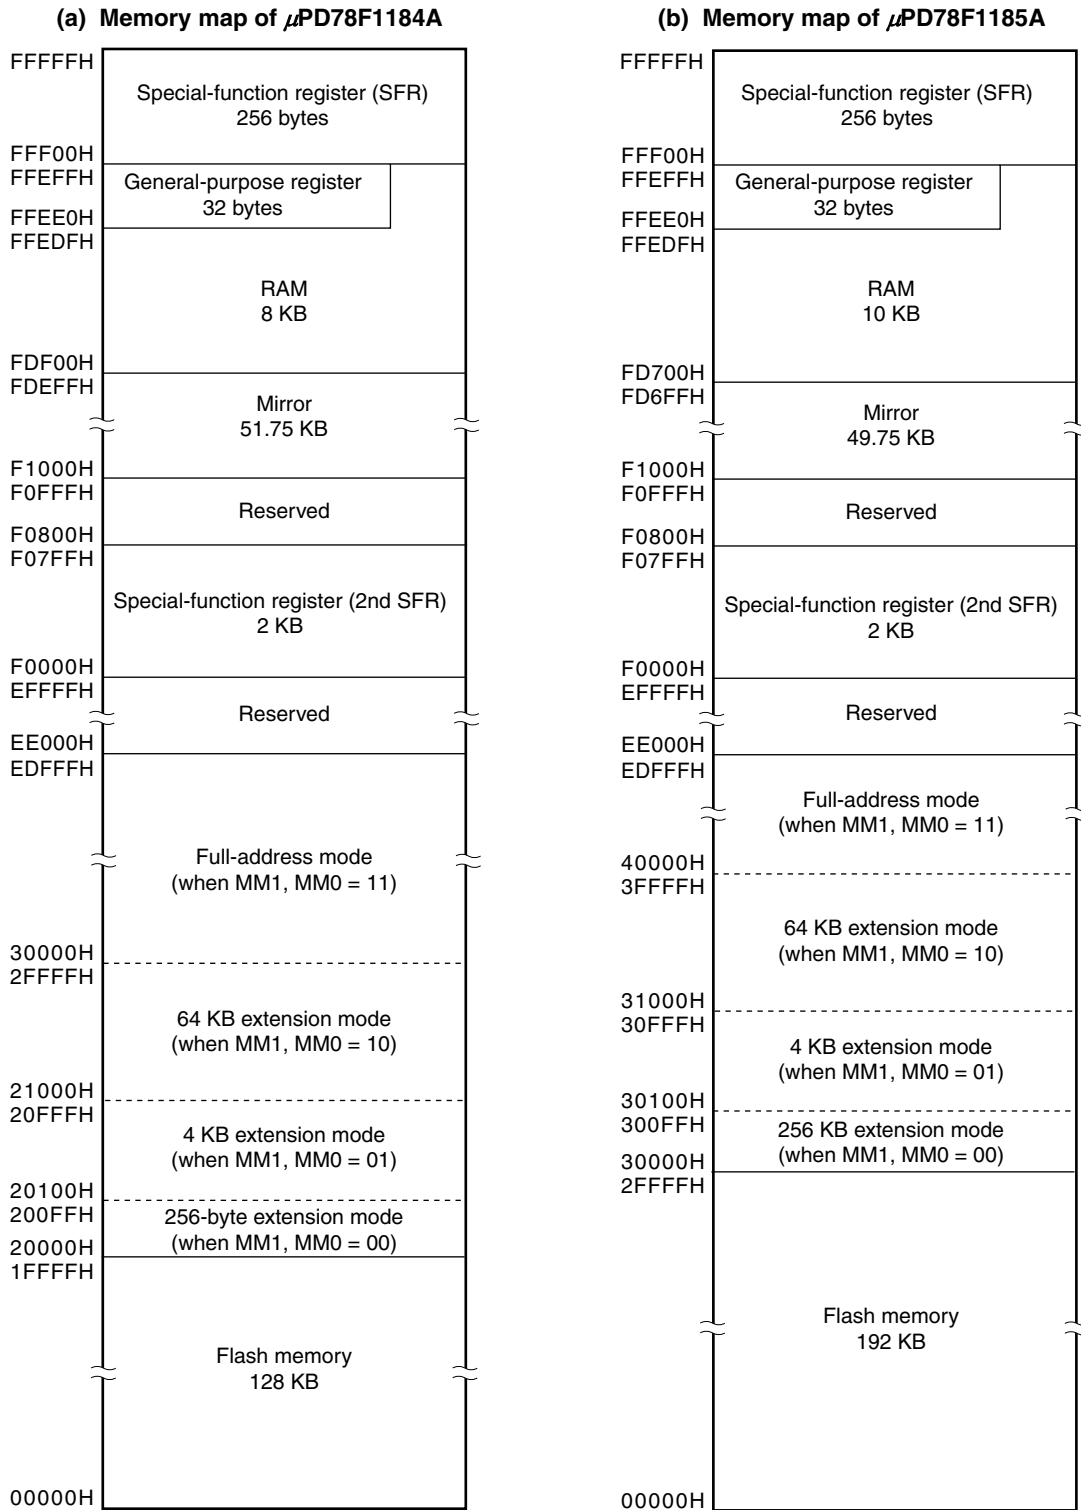 (a) Memory map of μPD78F1184A
FFFFFH
Special-function register (SFR)
256 bytes
FFF00H
FFEFFH
General-purpose register
32 bytes
FFEE0H
FFEDFH
RAM
8 KB
FDF00H
FDEFFH
Mirror
51.75 KB
F1000H
F0FFFH
Reserved
F0800H
F07FFH
Special-function register (2nd SFR)
2 KB
F0000H
EFFFFH
Reserved
EE000H
EDFFFH
Full-address mode
(when MM1, MM0 = 11)
30000H
2FFFFH
64 KB extension mode
(when MM1, MM0 = 10)
21000H
20FFFH
4 KB extension mode
(when MM1, MM0 = 01)
20100H
200FFH
256-byte extension mode
(when MM1, MM0 = 00)
20000H
1FFFFH
Flash memory
128 KB
00000H
(b) Memory map of μPD78F1185A
FFFFFH
Special-function register (SFR)
256 bytes
FFF00H
FFEFFH
General-purpose register
32 bytes
FFEE0H
FFEDFH
RAM
10 KB
FD700H
FD6FFH
Mirror
49.75 KB
F1000H
F0FFFH
Reserved
F0800H
F07FFH
Special-function register (2nd SFR)
2 KB
F0000H
EFFFFH
Reserved
EE000H
EDFFFH
Full-address mode
(when MM1, MM0 = 11)
40000H
3FFFFH
64 KB extension mode
(when MM1, MM0 = 10)
31000H
30FFFH
4 KB extension mode
(when MM1, MM0 = 01)
30100H
300FFH
256 KB extension mode
(when MM1, MM0 = 00)
30000H
2FFFFH
Flash memory
192 KB
00000H